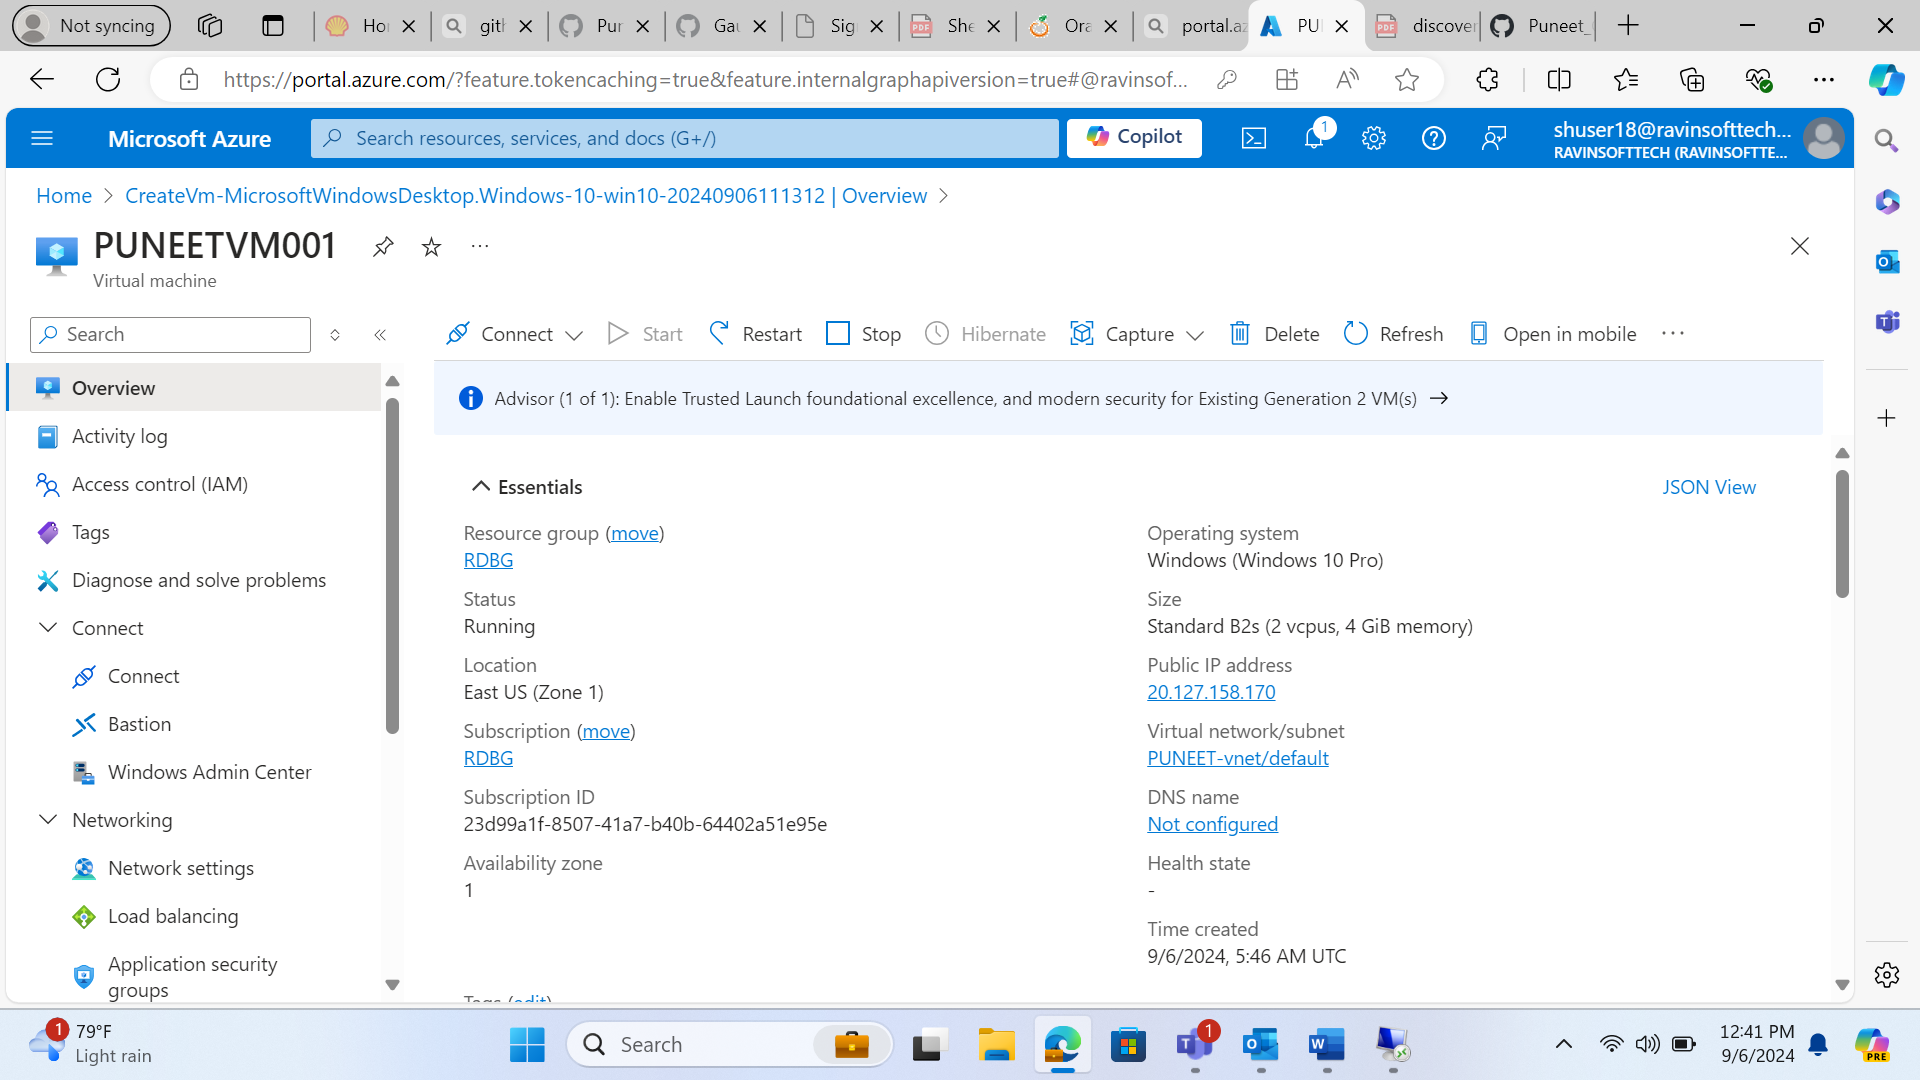 Not syncing
Ho
gitl
Pur
Gau
Sig
She
Ora
portal.az
PU
discover
Puneet_
https://portal.azure.com/?feature.tokencaching=true&feature.internalgraphapiversion=true#@ravinsof...
Microsoft Azure
Search resources, services, and docs (G+/)
Copilot
1
shuser18@ravinsofttech...
RAVINSOFTTECH (RAVINSOFTTE...
Home > CreateVm-MicrosoftWindowsDesktop.Windows-10-win10-20240906111312 | Overview >
PUNEETVM001
...
Virtual machine
Search
Connect
Start
Restart
Stop
Hibernate
Capture
Delete
Refresh
Open in mobile
...
Advisor (1 of 1): Enable Trusted Launch foundational excellence, and modern security for Existing Generation 2 VM(s) →
Overview
Activity log
Access control (IAM)
Tags
Diagnose and solve problems
Connect
Connect
Bastion
Windows Admin Center
Networking
Network settings
Load balancing
Application security
groups
Essentials
JSON View
Resource group (move)
RDBG
Status
Running
Location
East US (Zone 1)
Subscription (move)
RDBG
Subscription ID
23d99a1f-8507-41a7-b40b-64402a51e95e
Availability zone
1
Operating system
Windows (Windows 10 Pro)
Size
Standard B2s (2 vcpus, 4 GiB memory)
Public IP address
20.127.158.170
Virtual network/subnet
PUNEET-vnet/default
DNS name
Not configured
Health state
-
Time created
9/6/2024, 5:46 AM UTC
Tags (edit)
1
79°F
Light rain
Search
1
12:41 PM
9/6/2024
PRE